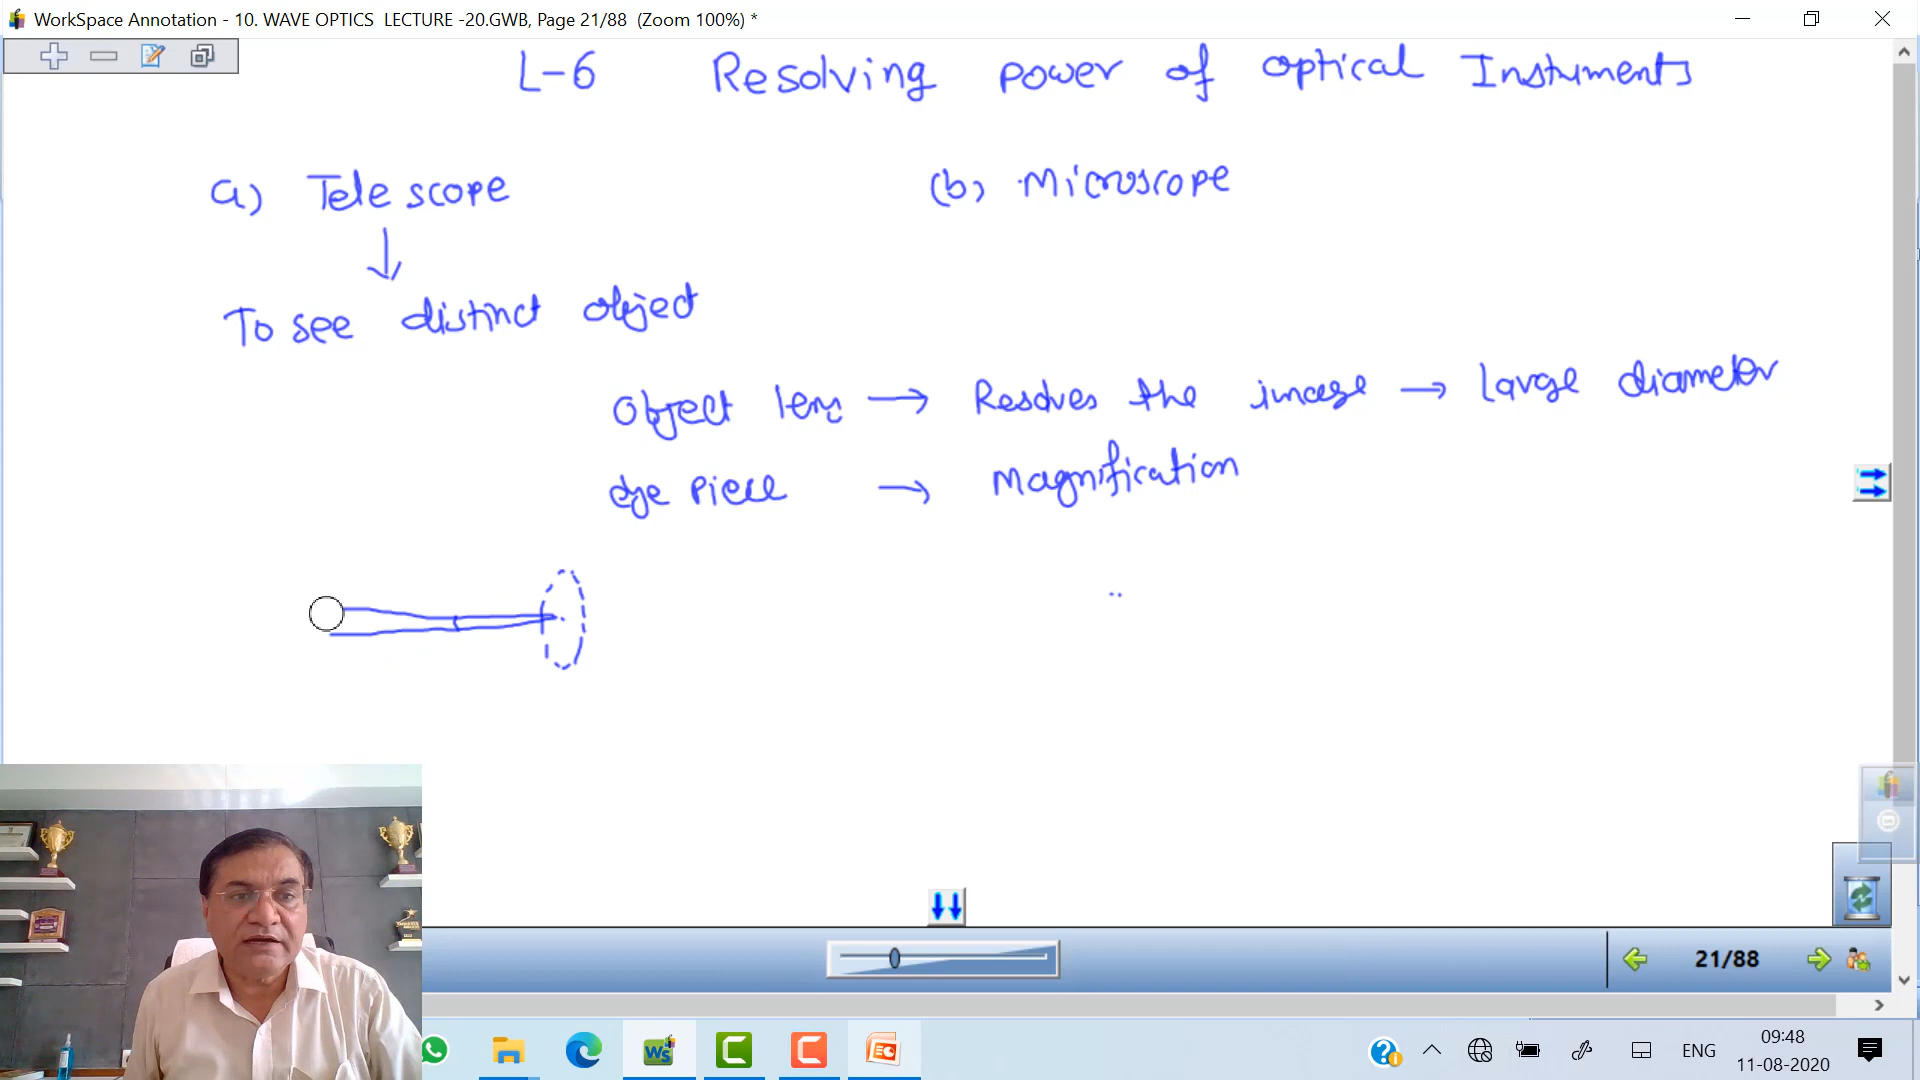 WorkSpace Annotation - 10. WAVE OPTICS LECTURE -20.GWB, Page 21/88 (Zoom 100%) *
L-6 Resolving power of optical Instuments
a) Telescope
(b) Microscope
To see distinct object
Object lens → Resolves the image → large diameter
eye piece → Magnification
21/88
WS
ENG
09:48
11-08-2020